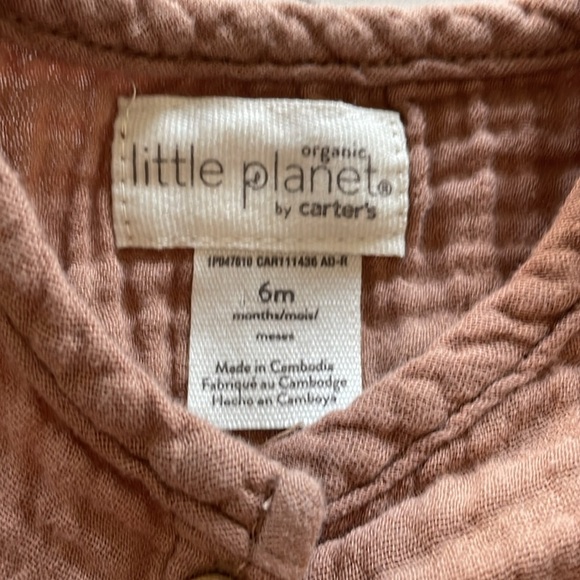 organic
little planet®
by carter's
1P047610 CAR111436 AD-R
6m
months/mois/
meses
Made in Cambodia
Fabriqué au Cambodge
Hecho en Camboya